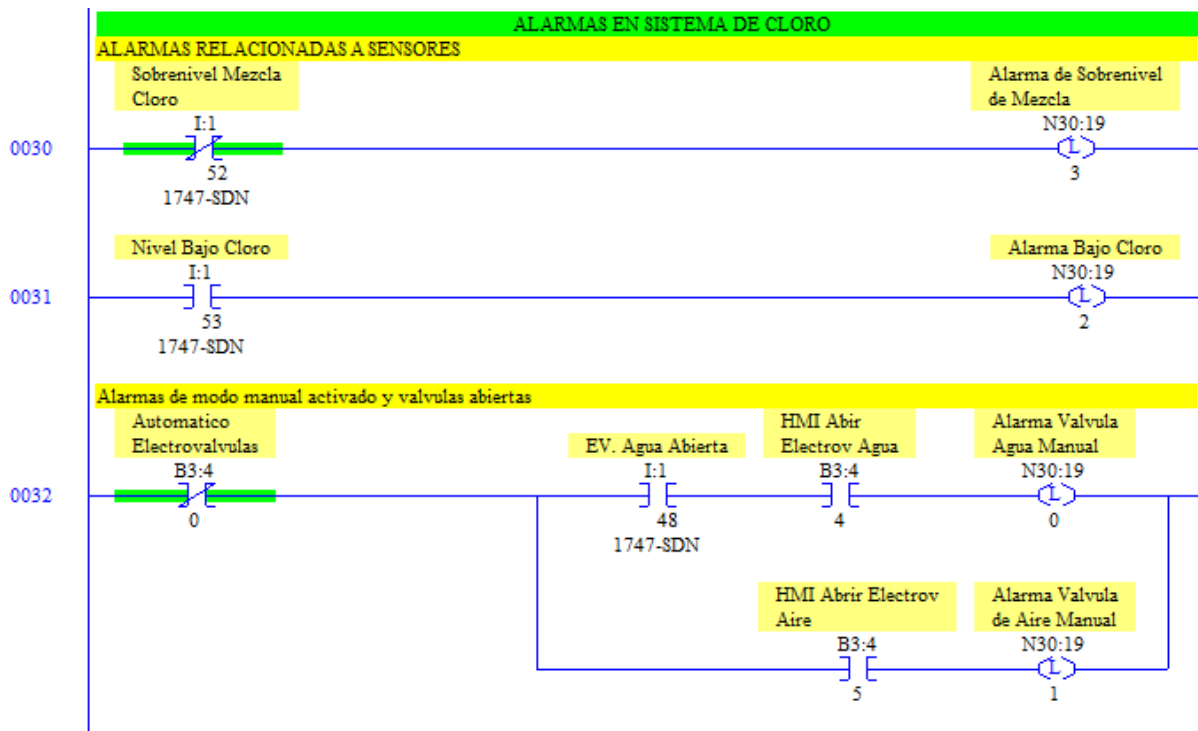 ALARMAS EN SISTEMA DE CLORO
ALARMAS RELACIONADAS A SENSORES
Sobrenivel Mezcla
Cloro
I:1
52
1747-SDN
Alarma de Sobrenivel
de Mezcla
N30:19
L
3
0030
Nivel Bajo Cloro
I:1
53
1747-SDN
Alarma Bajo Cloro
N30:19
L
2
0031
Alarmas de modo manual activado y valvulas abiertas
Automatico
Electrovalvulas
B3:4
0
EV. Agua Abierta
I:1
48
1747-SDN
HMI Abir
Electrov Agua
B3:4
4
Alarma Valvula
Agua Manual
N30:19
L
0
0032
HMI Abrir Electrov
Aire
B3:4
5
Alarma Valvula
de Aire Manual
N30:19
L
1